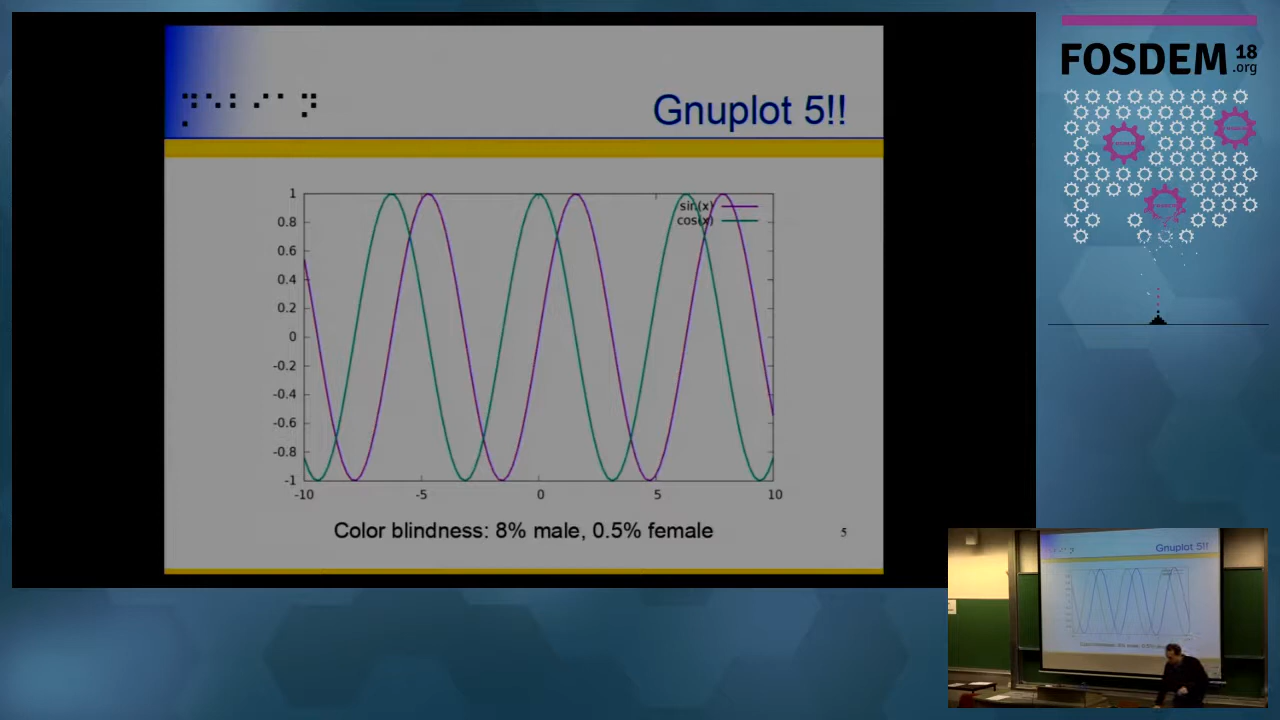 Gnuplot 5!!
1
0.8
0.6
0.4
0.2
0
-0.2
-0.4
-0.6
-0.8
-1
sin(x)
cos(x)
-10 -5 0 5 10
Color blindness: 8% male, 0.5% female
5
FOSDEM 18
.org
Gnuplot 5!!